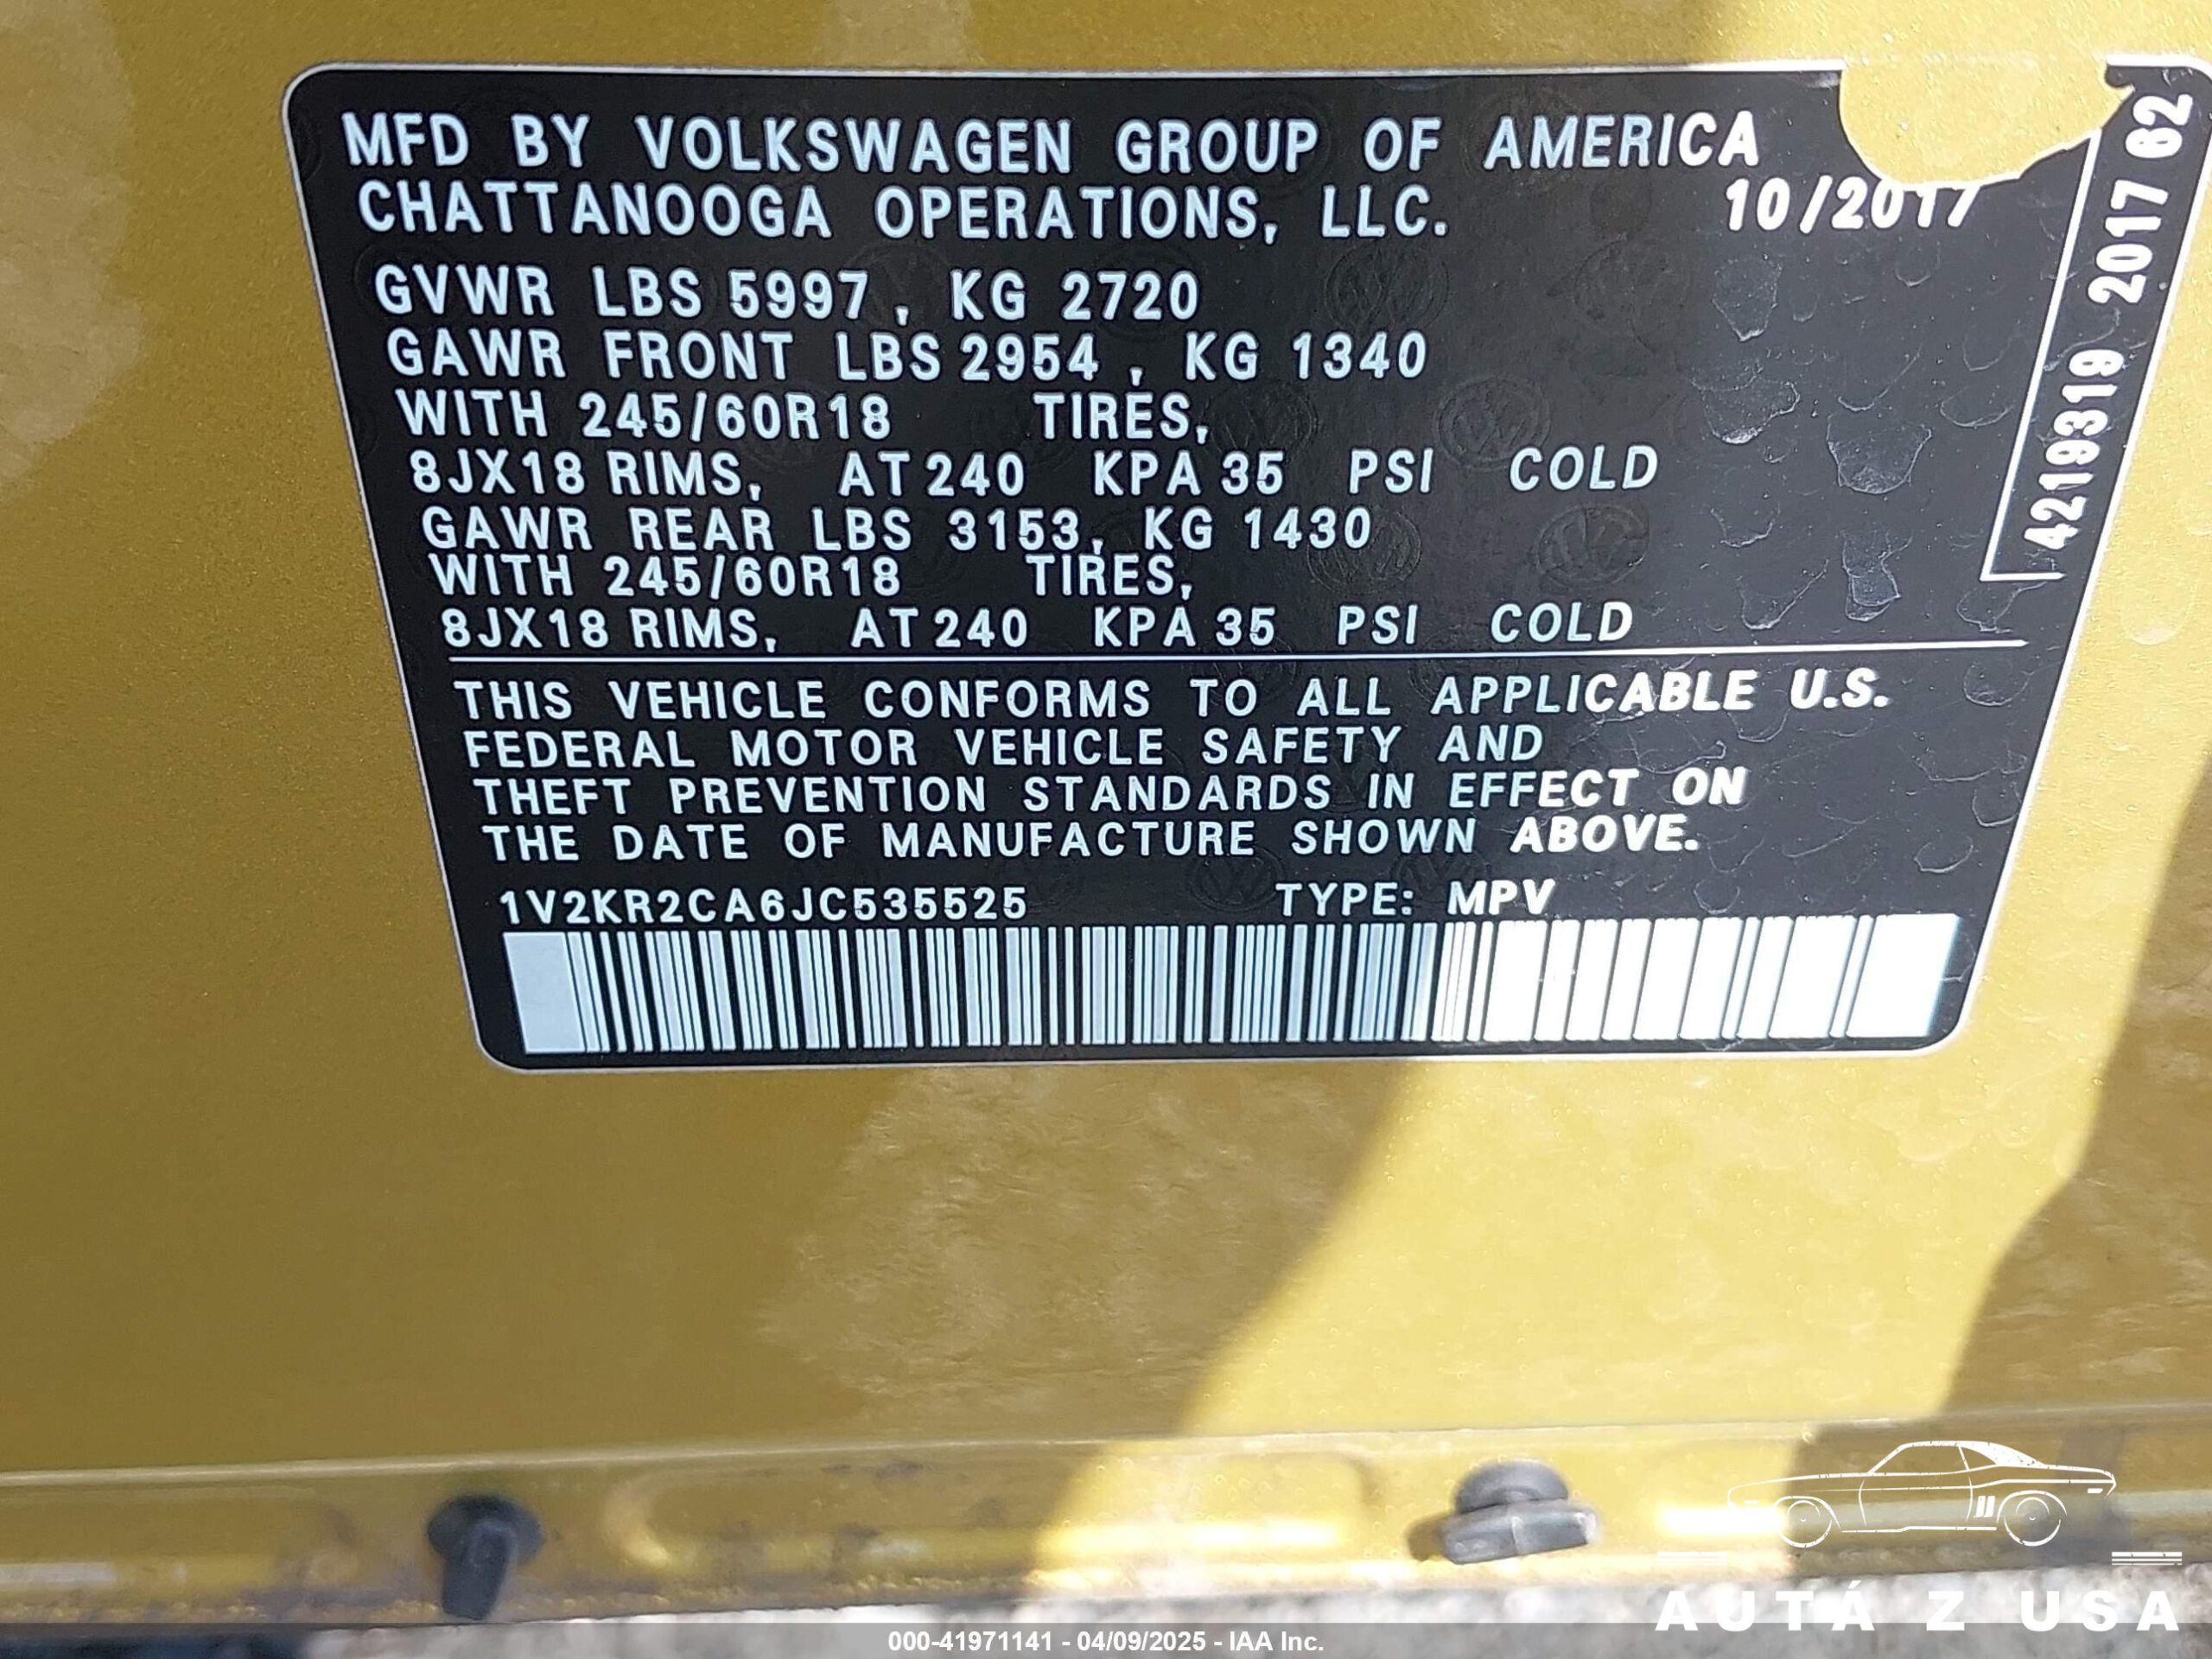 MFD BY VOLKSWAGEN GROUP OF AMERICA
CHATTANOOGA OPERATIONS, LLC.
10/2017
GVWR LBS 5997 , KG 2720
GAWR FRONT LBS 2954 , KG 1340
WITH 245/60R18 TIRES,
8JX18 RIMS, AT 240 KPA 35 PSI COLD
GAWR REAR LBS 3153, KG 1430
WITH 245/60R18 TIRES,
8JX18 RIMS, AT 240 KPA 35 PSI COLD
THIS VEHICLE CONFORMS TO ALL APPLICABLE U.S.
FEDERAL MOTOR VEHICLE SAFETY AND
THEFT PREVENTION STANDARDS IN EFFECT ON
THE DATE OF MANUFACTURE SHOWN ABOVE.
1V2KR2CA6JC535525 TYPE: MPV
4219319 2017 82
AUTÁ Z USA
000-41971141 - 04/09/2025 - IAA Inc.